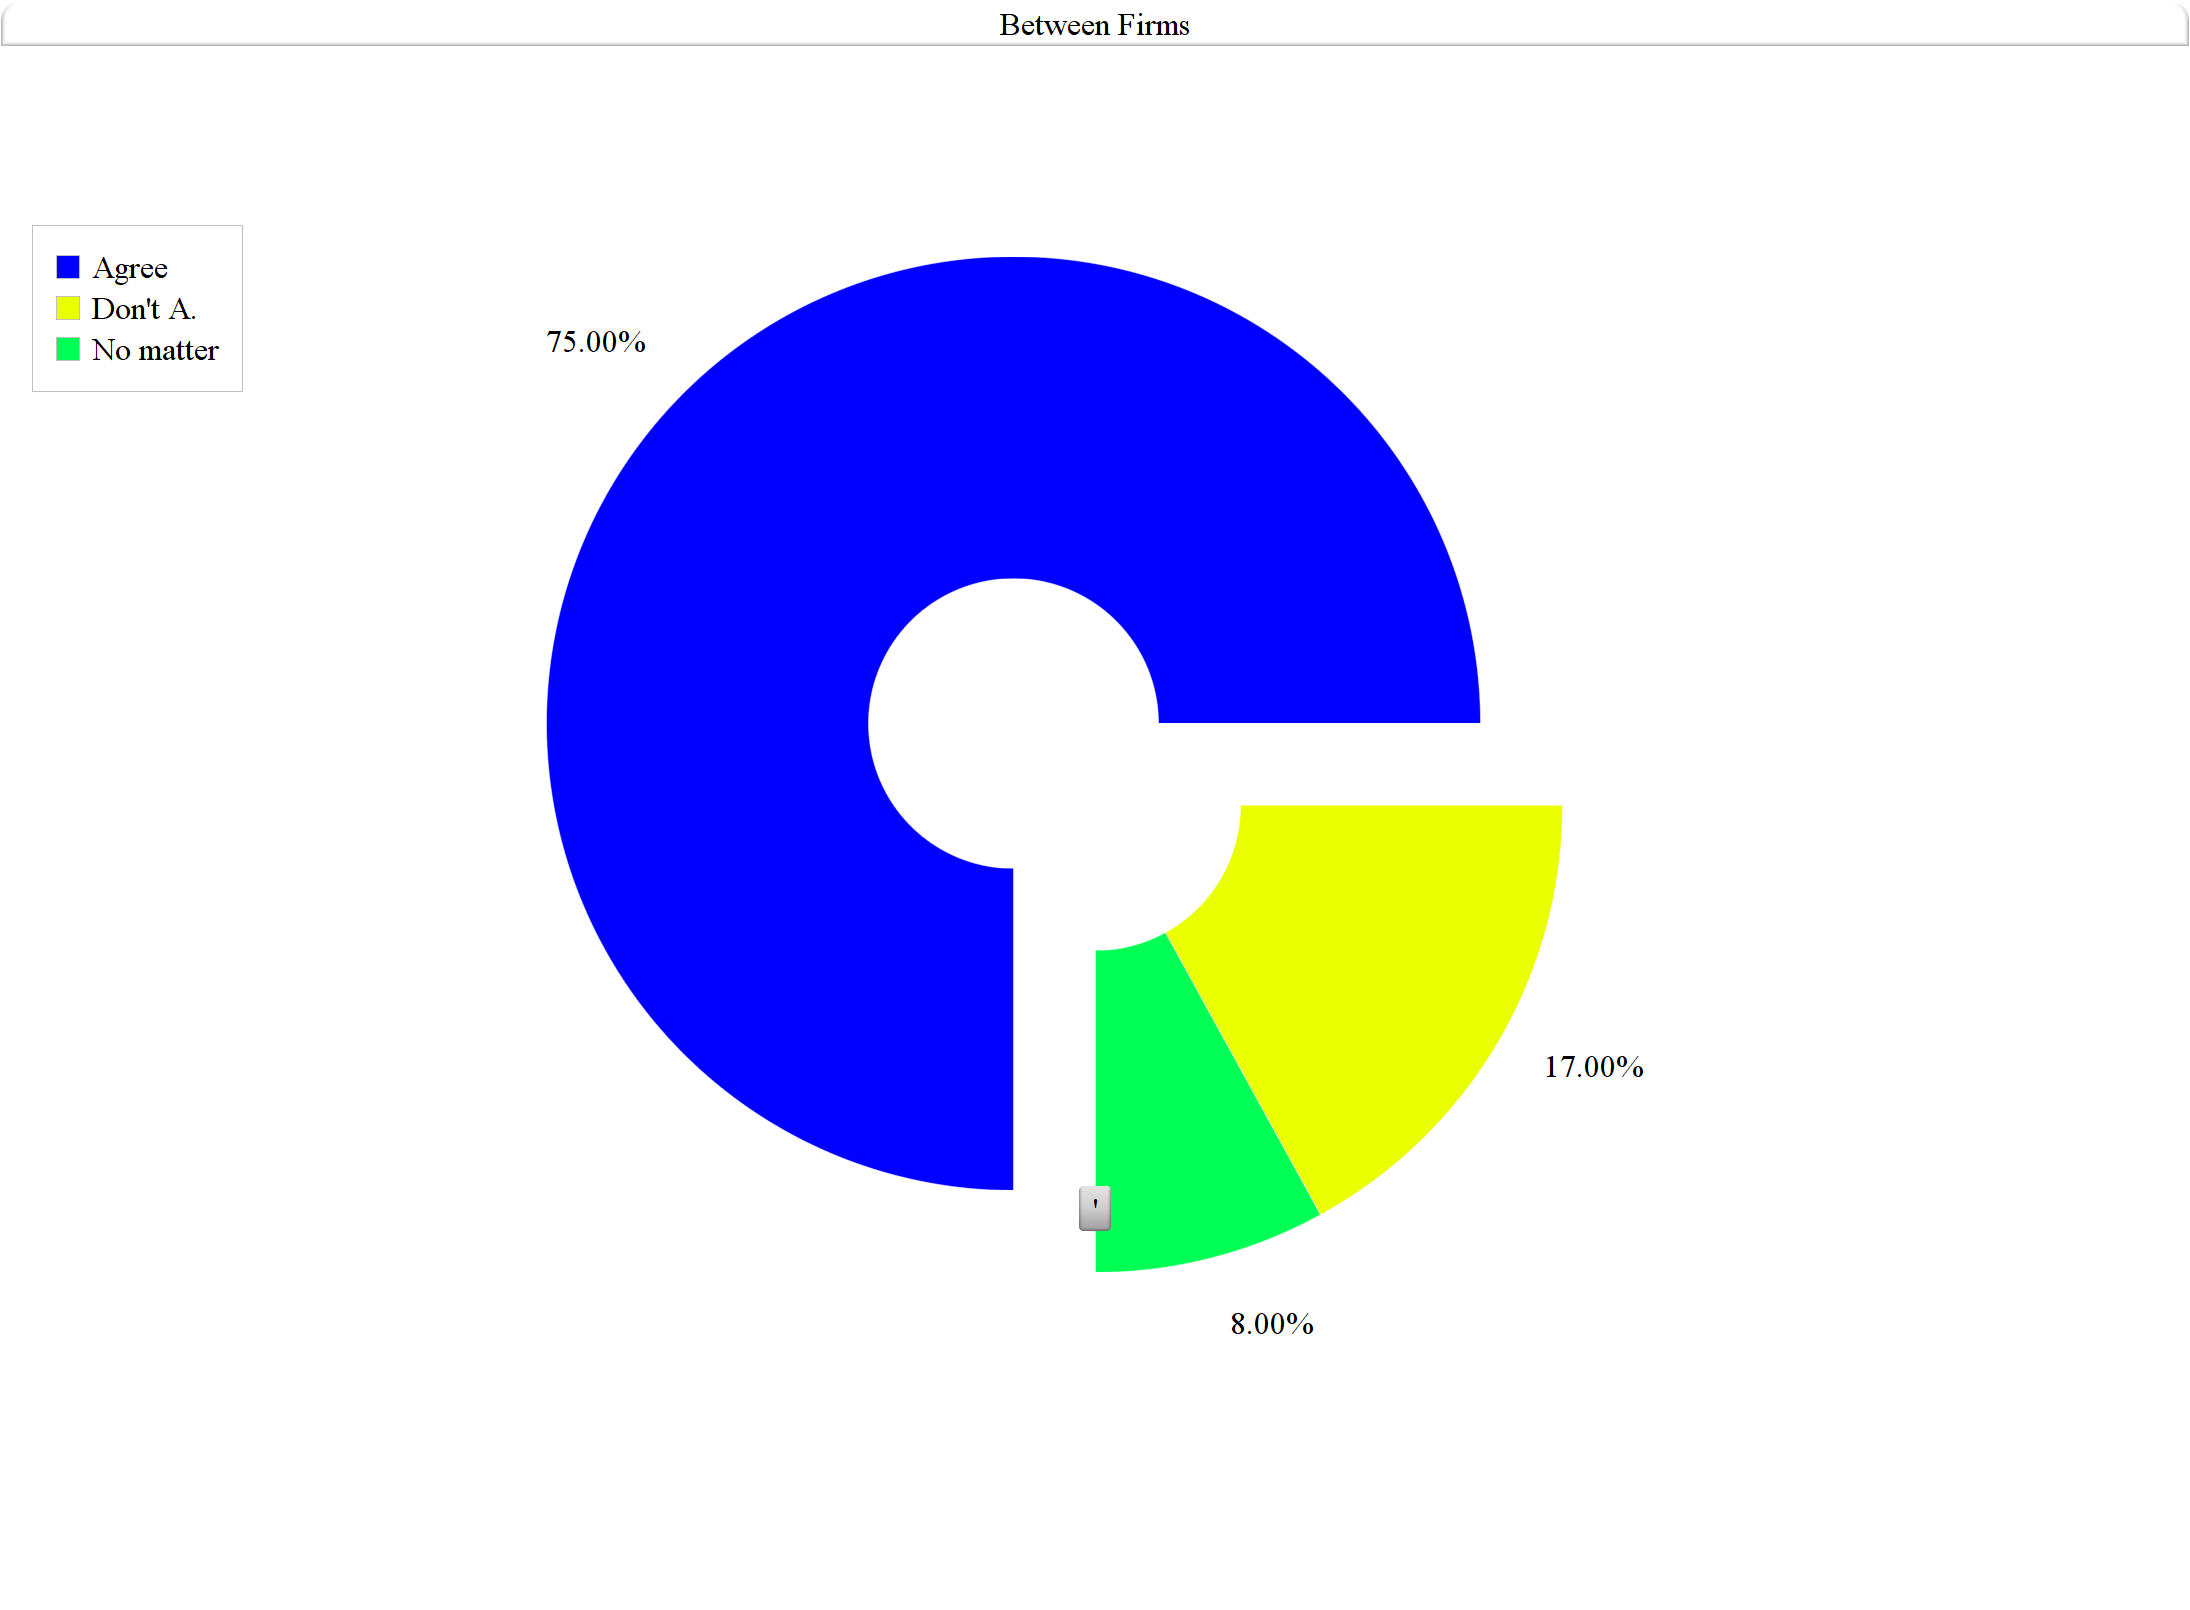 Between Firms
Agree
Don't A.
No matter
75.00%
17.00%
'
8.00%